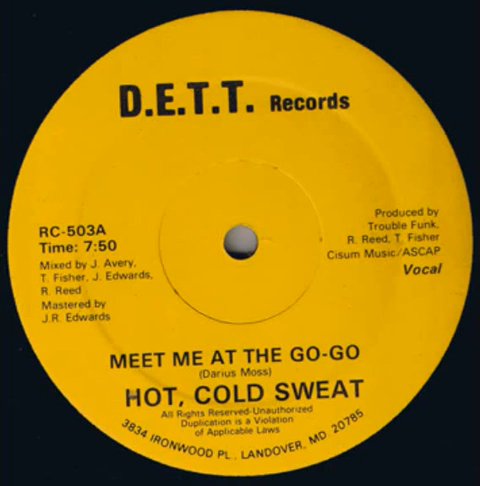 D.E.T.T. Records
RC-503A
Time: 7:50
Mixed by J. Avery,
T. Fisher, J. Edwards,
R. Reed
Mastered by
J.R. Edwards
Produced by
Trouble Funk,
R. Reed, T. Fisher
Cisum Music/ASCAP
Vocal
MEET ME AT THE GO-GO
(Darius Moss)
HOT, COLD SWEAT
All Rights Reserved-Unauthorized
Duplication is a Violation
of Applicable Laws
3834 IRONWOOD PL., LANDOVER, MD. 20785